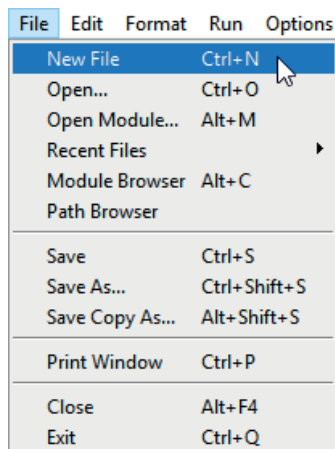 File Edit Format Run Options
New File Ctrl+N
Open... Ctrl+O
Open Module... Alt+M
Recent Files
Module Browser Alt+C
Path Browser
Save Ctrl+S
Save As... Ctrl+Shift+S
Save Copy As... Alt+Shift+S
Print Window Ctrl+P
Close Alt+F4
Exit Ctrl+Q